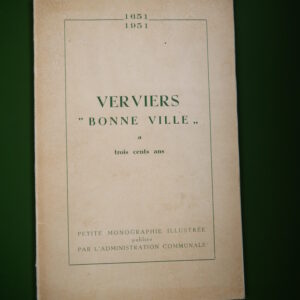 1651
1951
VERVIERS
" BONNE VILLE „
a
trois cents ans
PETITE MONOGRAPHIE ILLUSTRÉE
publiée
PAR L'ADMINISTRATION COMMUNALE